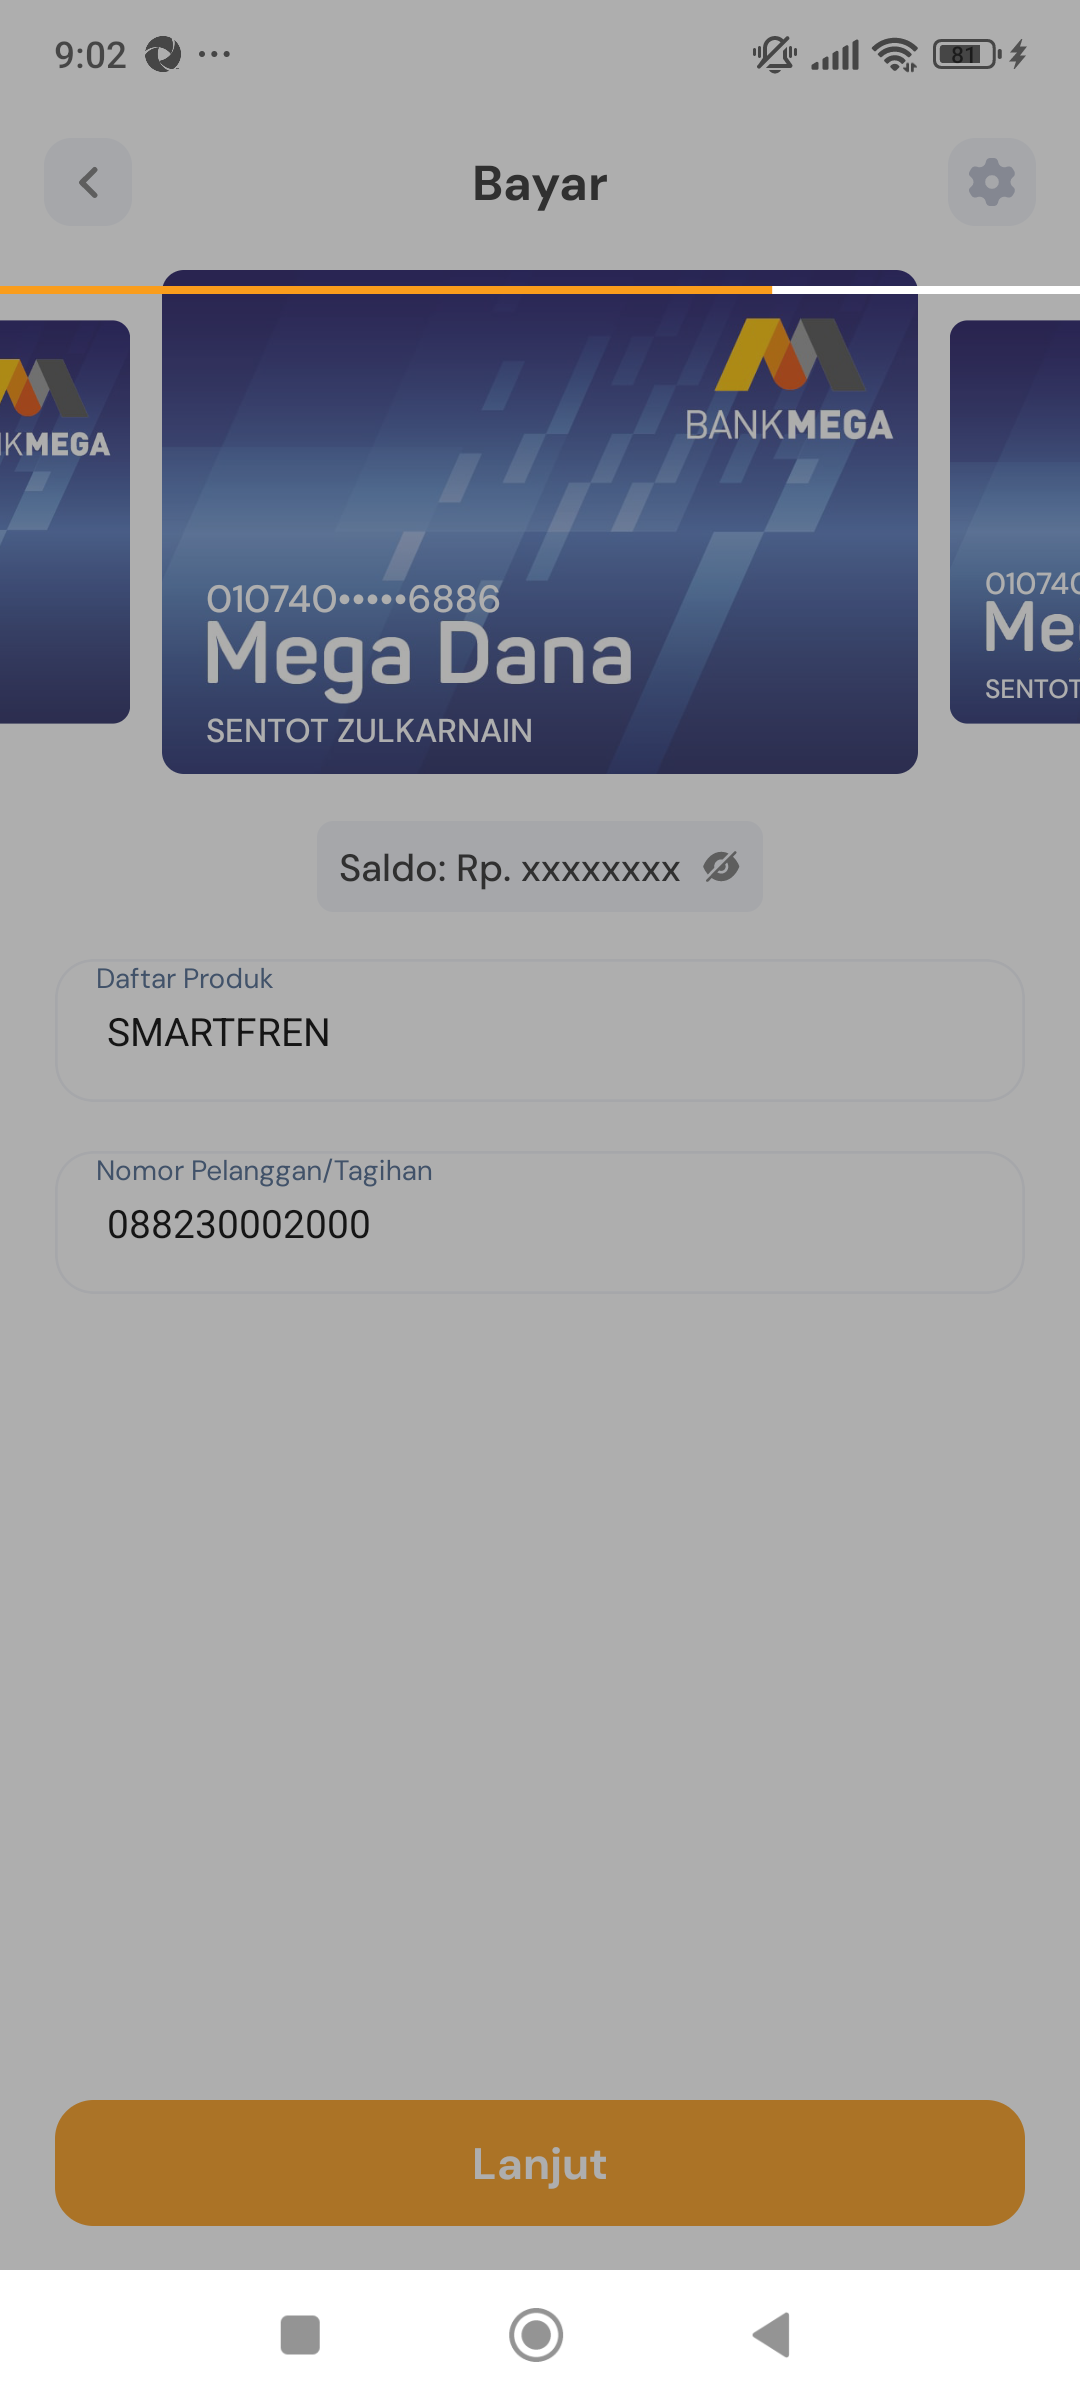 9:02
81
Bayar
BANKMEGA
KMEGA
010740•••••6886
Mega Dana
SENTOT ZULKARNAIN
010740
Me
SENTOT
Saldo: Rp. xxxxxxxx
Daftar Produk
SMARTFREN
Nomor Pelanggan/Tagihan
088230002000
Lanjut